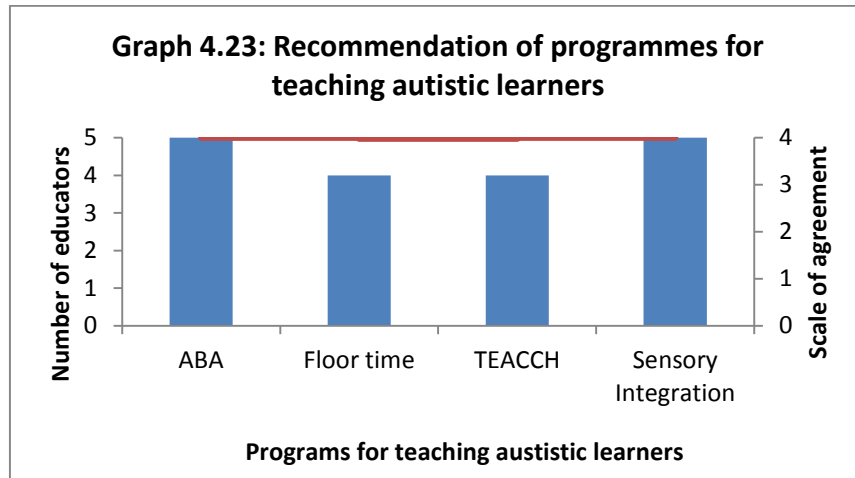 Graph 4.23: Recommendation of programmes for
teaching autistic learners
Number of educators
5
4
3
2
1
0
4
3
2
1
0
Scale of agreement
ABA
Floor time
TEACCH
Sensory
Integration
Programs for teaching austistic learners